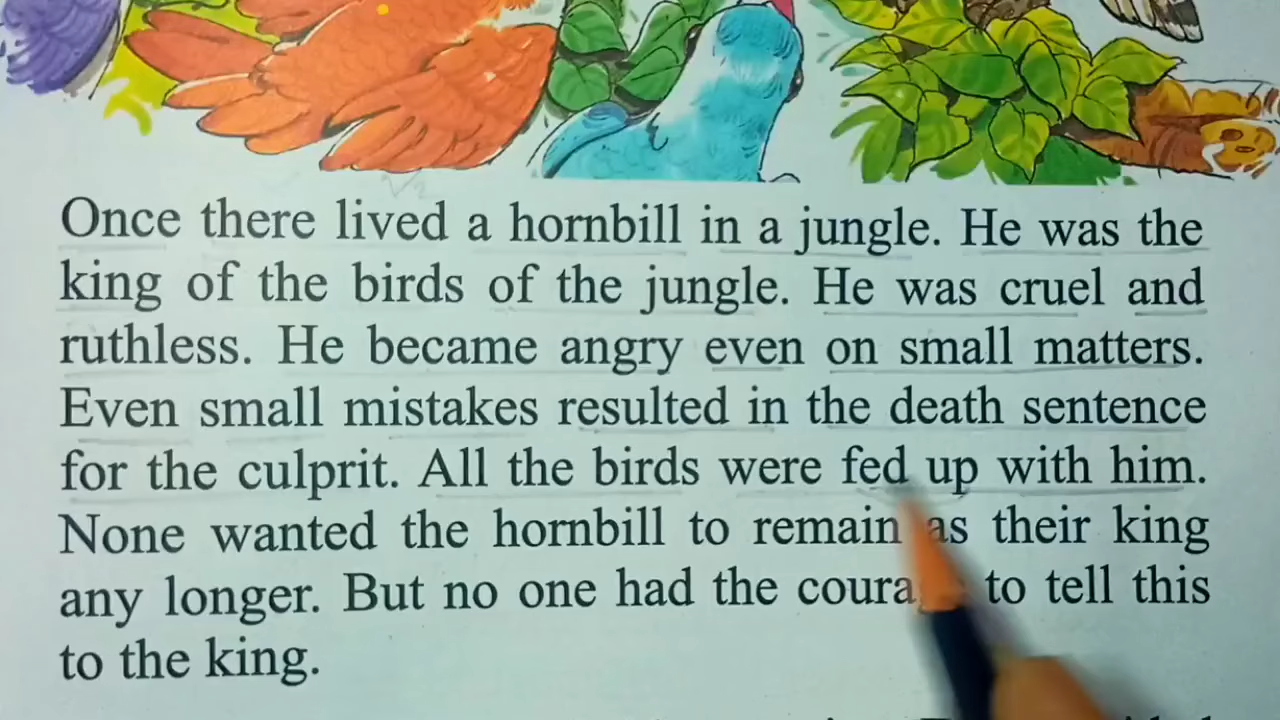 Once there lived a hornbill in a jungle. He was the
king of the birds of the jungle. He was cruel and
ruthless. He became angry even on small matters.
Even small mistakes resulted in the death sentence
for the culprit. All the birds were fed up with him.
None wanted the hornbill to remain as their king
any longer. But no one had the courage to tell this
to the king.